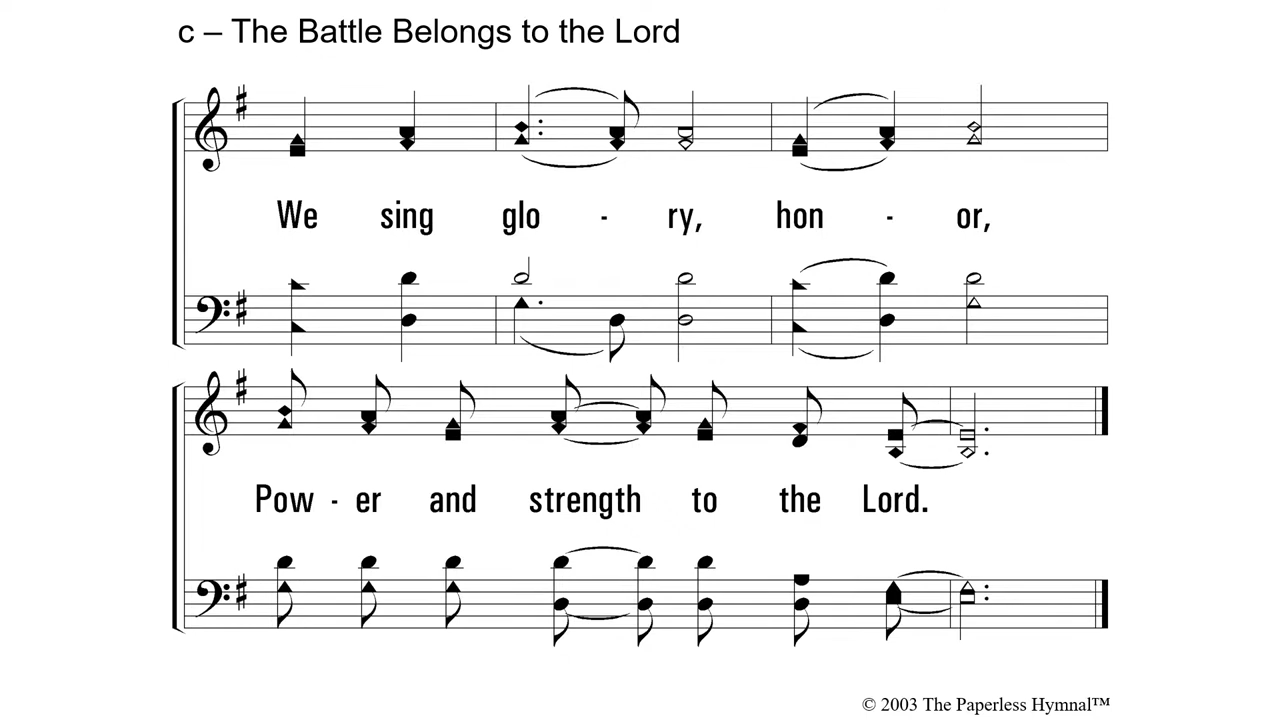 c – The Battle Belongs to the Lord
We sing glo - ry, hon - or,
Pow - er and strength to the Lord.
© 2003 The Paperless Hymnal™